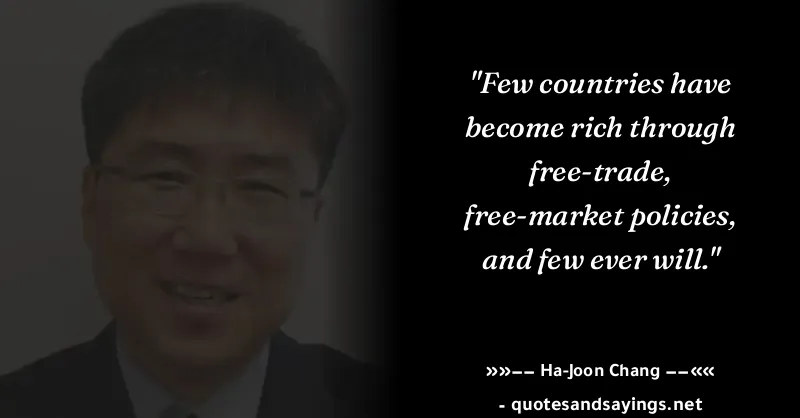 "Few countries have
become rich through
free-trade,
free-market policies,
and few ever will."
»»−− Ha-Joon Chang −−««
- quotesandsayings.net